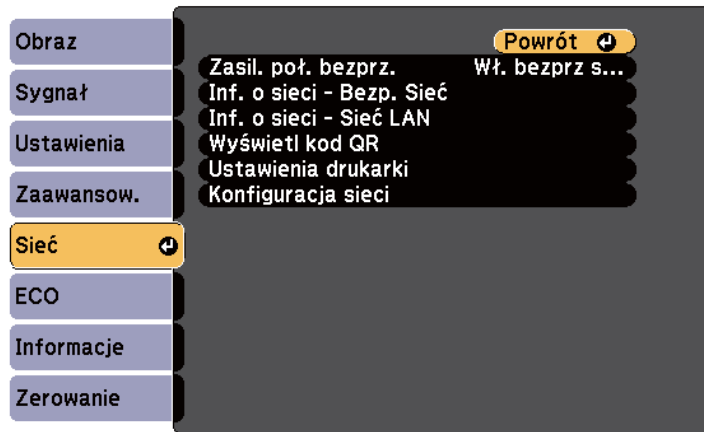 Obraz
Sygnał
Ustawienia
Zaawansow.
Sieć
ECO
Informacje
Zerowanie
Powrót
Zasil. poł. bezprz. Wł. bezprz s...
Inf. o sieci - Bezp. Sieć
Inf. o sieci - Sieć LAN
Wyświetl kod QR
Ustawienia drukarki
Konfiguracja sieci